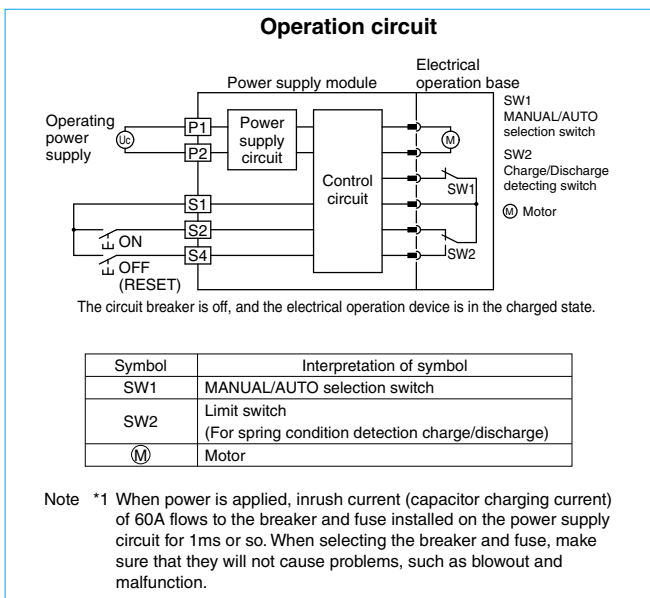 Operation circuit
Electrical
operation base
Power supply module
Operating
power
supply
Uc
P1
P2
Power
supply
circuit
Control
circuit
M
SW1
SW2
S1
S2
S4
ON
OFF
(RESET)
SW1
MANUAL/AUTO
selection switch
SW2
Charge/Discharge
detecting switch
M Motor
The circuit breaker is off, and the electrical operation device is in the charged state.
Symbol Interpretation of symbol
SW1 MANUAL/AUTO selection switch
SW2 Limit switch
(For spring condition detection charge/discharge)
M Motor
Note *1 When power is applied, inrush current (capacitor charging current)
of 60A flows to the breaker and fuse installed on the power supply
circuit for 1ms or so. When selecting the breaker and fuse, make
sure that they will not cause problems, such as blowout and
malfunction.